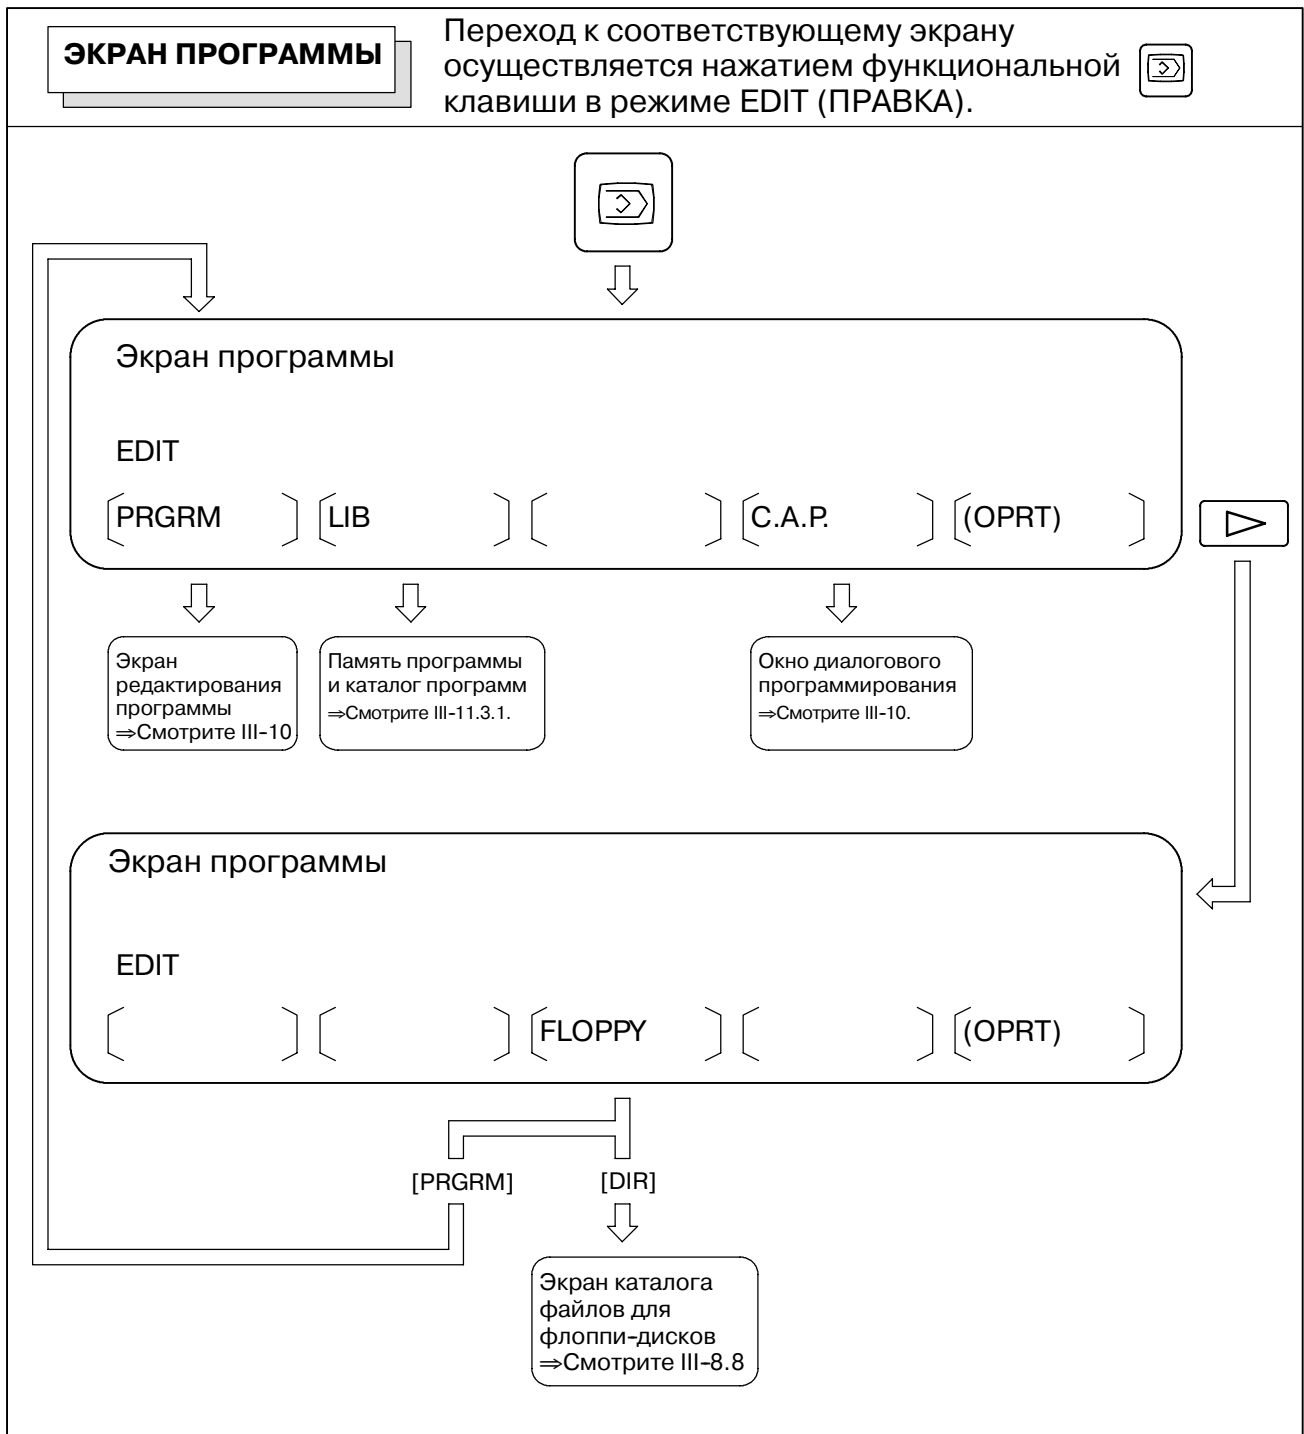 ЭКРАН ПРОГРАММЫ
Переход к соответствующему экрану
осуществляется нажатием функциональной
клавиши в режиме EDIT (ПРАВКА).
Экран программы
EDIT
PRGRM LIB C.A.P. (OPRT)
Экран
редактирования
программы
⇒Смотрите III-10
Память программы
и каталог программ
⇒Смотрите III-11.3.1.
Окно диалогового
программирования
⇒Смотрите III-10.
Экран программы
EDIT
FLOPPY (OPRT)
[PRGRM] [DIR]
Экран каталога
файлов для
флоппи-дисков
⇒Смотрите III-8.8